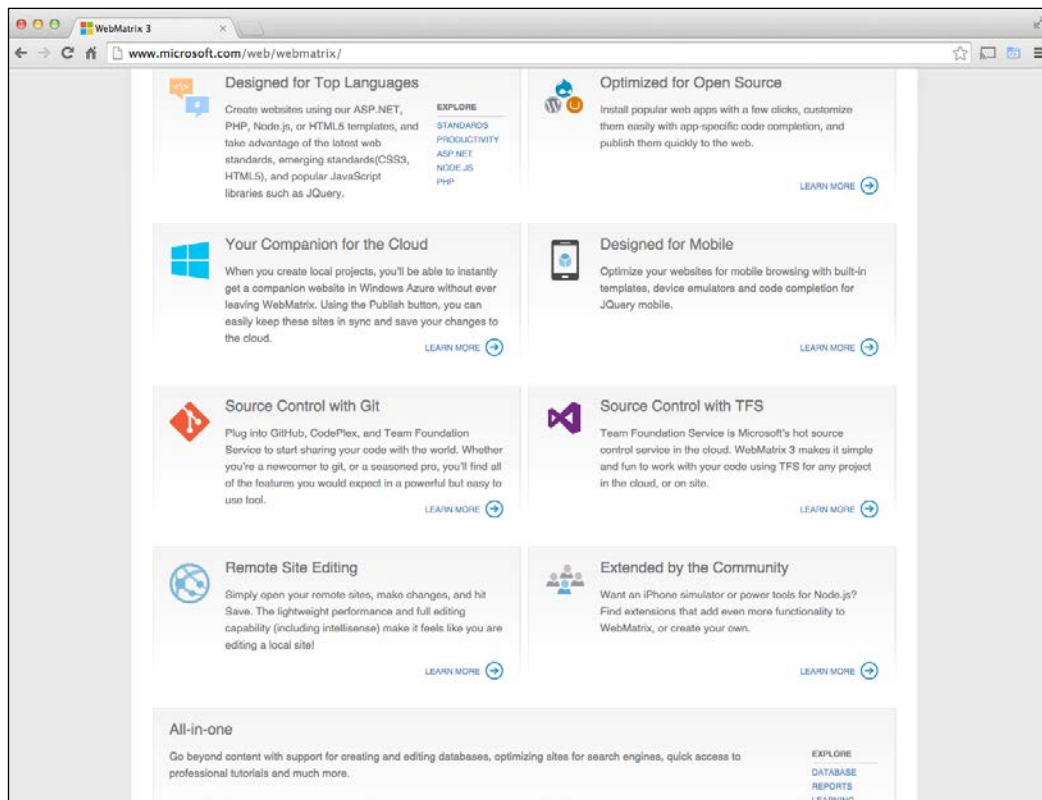 WebMatrix 3
www.microsoft.com/web/webmatrix/
Designed for Top Languages
Create websites using our ASP.NET,
PHP, Node.js, or HTML5 templates, and
take advantage of the latest web
standards, emerging standards(CSS3,
HTML5), and popular JavaScript
libraries such as JQuery.
EXPLORE
STANDARDS
PRODUCTIVITY
ASP.NET
NODE.JS
PHP
Optimized for Open Source
Install popular web apps with a few clicks, customize
them easily with app-specific code completion, and
publish them quickly to the web.
LEARN MORE
Your Companion for the Cloud
When you create local projects, you'll be able to instantly
get a companion website in Windows Azure without ever
leaving WebMatrix. Using the Publish button, you can
easily keep these sites in sync and save your changes to
the cloud.
LEARN MORE
Designed for Mobile
Optimize your websites for mobile browsing with built-in
templates, device emulators and code completion for
JQuery mobile.
LEARN MORE
Source Control with Git
Plug into GitHub, CodePlex, and Team Foundation
Service to start sharing your code with the world. Whether
you're a newcomer to git, or a seasoned pro, you'll find all
of the features you would expect in a powerful but easy to
use tool.
LEARN MORE
Source Control with TFS
Team Foundation Service is Microsoft's hot source
control service in the cloud. WebMatrix 3 makes it simple
and fun to work with your code using TFS for any project
in the cloud, or on site.
LEARN MORE
Remote Site Editing
Simply open your remote sites, make changes, and hit
Save. The lightweight performance and full editing
capability (including intellisense) make it feels like you are
editing a local site!
LEARN MORE
Extended by the Community
Want an iPhone simulator or power tools for Node.js?
Find extensions that add even more functionality to
WebMatrix, or create your own.
LEARN MORE
All-in-one
Go beyond content with support for creating and editing databases, optimizing sites for search engines, quick access to
professional tutorials and much more.
EXPLORE
DATABASE
REPORTS
LEARNING